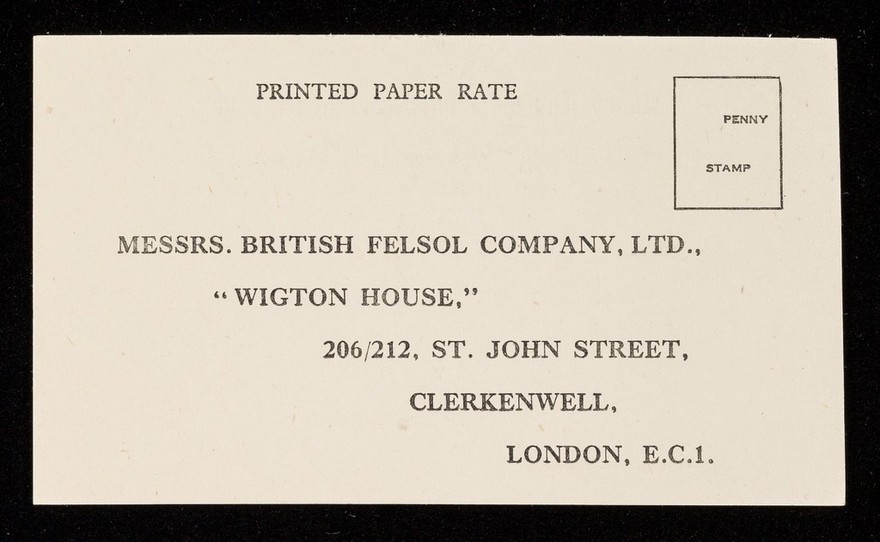 PRINTED PAPER RATE
PENNY
STAMP
MESSRS. BRITISH FELSOL COMPANY, LTD.,
“WIGTON HOUSE,”
206/212, ST. JOHN STREET,
CLERKENWELL,
LONDON, E.C.1.